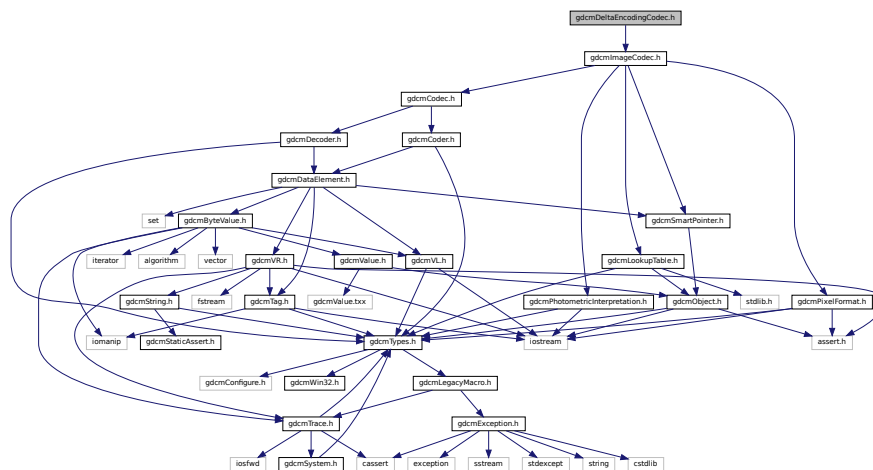 gdcmDeltaEncodingCodec.h
gdcmImageCodec.h
gdcmCodec.h
gdcmDecoder.h
gdcmCoder.h
gdcmDataElement.h
set
gdcmByteValue.h
gdcmSmartPointer.h
iterator
algorithm
vector
gdcmVR.h
gdcmValue.h
gdcmVL.h
gdcmLookupTable.h
gdcmString.h
fstream
gdcmTag.h
gdcmValue.txx
gdcmPhotometricInterpretation.h
gdcmObject.h
stdlib.h
gdcmPixelFormat.h
iomanip
gdcmStaticAssert.h
gdcmTypes.h
iostream
assert.h
gdcmConfigure.h
gdcmWin32.h
gdcmLegacyMacro.h
gdcmTrace.h
gdcmException.h
iosfwd
gdcmSystem.h
cassert
exception
sstream
stdexcept
string
cstdlib